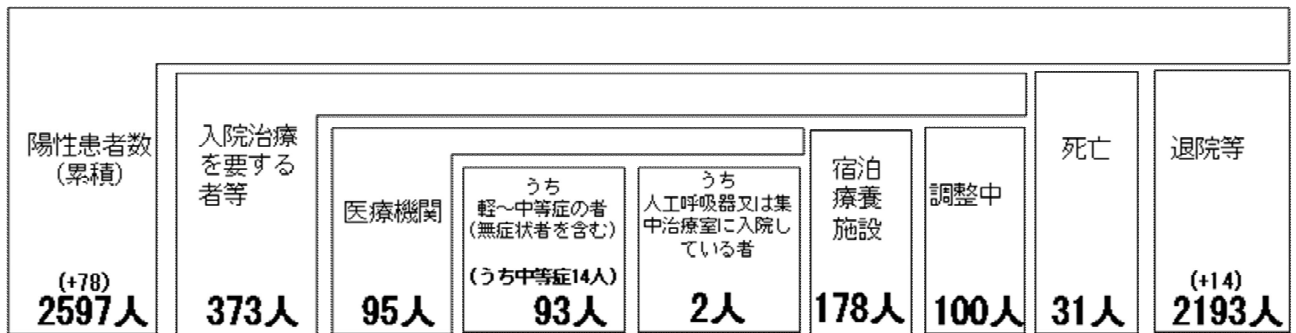 陽性患者数
(累積)
(+78)
2597人
入院治療
を要する
者等
373人
医療機関
95人
うち
軽～中等症の者
(無症状者を含む)
(うち中等症14人)
93人
うち
人工呼吸器又は集
中治療室に入院し
ている者
2人
宿泊
療養
施設
178人
調整中
100人
死亡
31人
退院等
(+14)
2193人